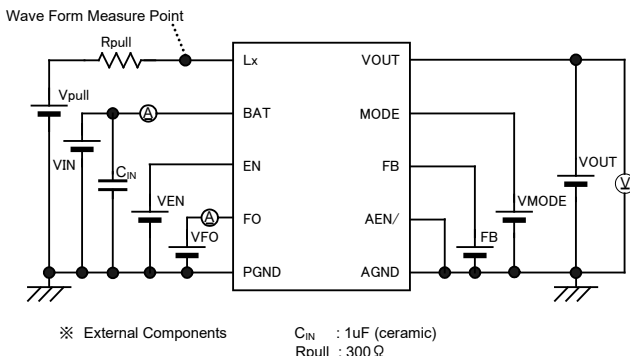 Wave Form Measure Point
Rpull
Lx
VOUT
Vpull
A
BAT
MODE
VIN
CIN
EN
FB
VOUT
V
VEN
VMODE
A
FO
AEN/
VFO
FB
PGND
AGND
※ External Components
CIN : 1uF (ceramic)
Rpull : 300Ω